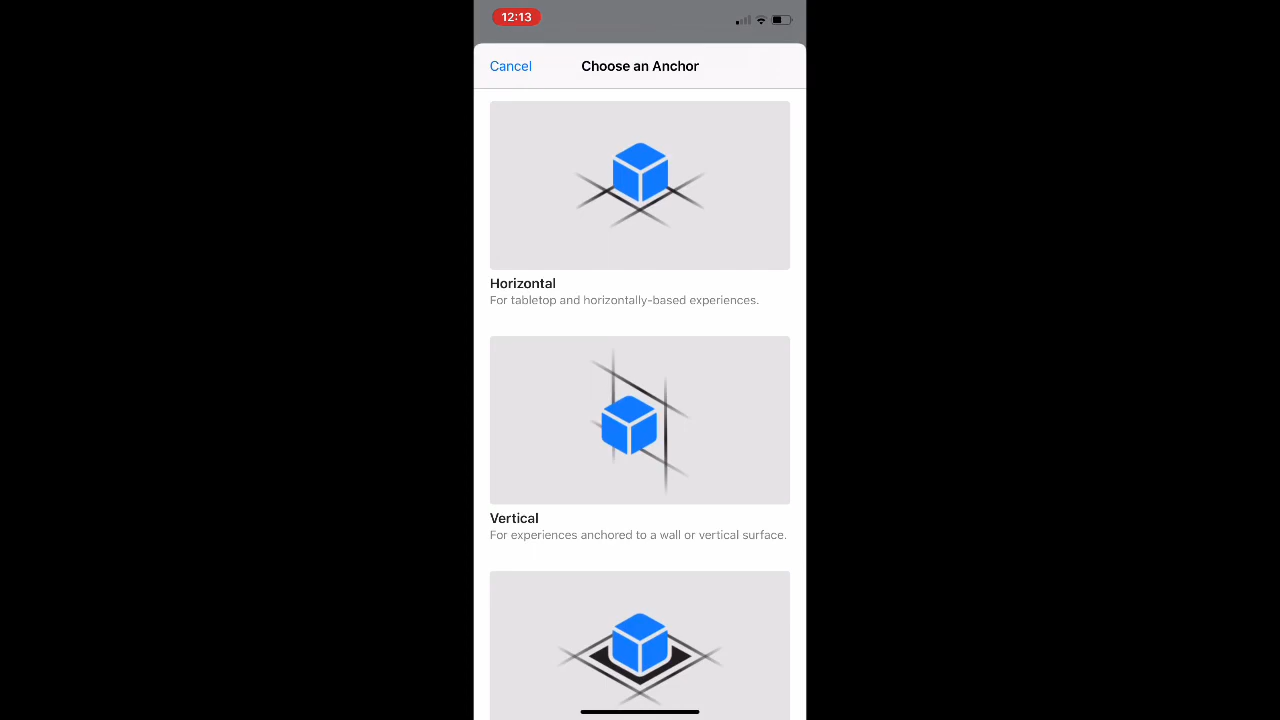 12:13
Cancel
Choose an Anchor
Horizontal
For tabletop and horizontally-based experiences.
Vertical
For experiences anchored to a wall or vertical surface.